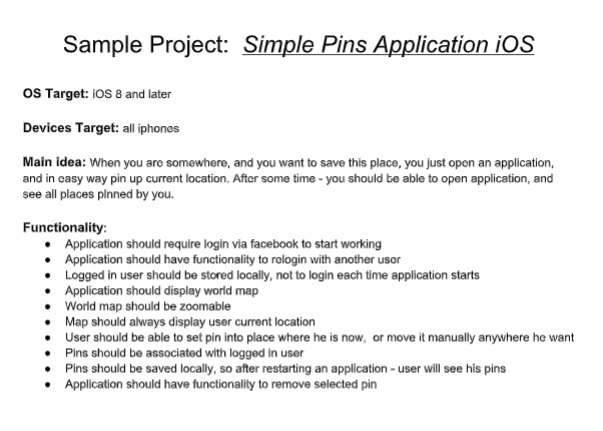 Sample Project: Simple Pins Application iOS
OS Target: iOS 8 and later
Devices Target: all iphones
Main idea: When you are somewhere, and you want to save this place, you just open an application,
and in easy way pin up current location. After some time - you should be able to open application, and
see all places pinned by you.
Functionality:
● Application should require login via facebook to start working
● Application should have functionality to relogin with another user
● Logged in user should be stored locally, not to login each time application starts
● Application should display world map
● World map should be zoomable
● Map should always display user current location
● User should be able to set pin into place where he is now, or move it manually anywhere he want
● Pins should be associated with logged in user
● Pins should be saved locally, so after restarting an application - user will see his pins
● Application should have functionality to remove selected pin